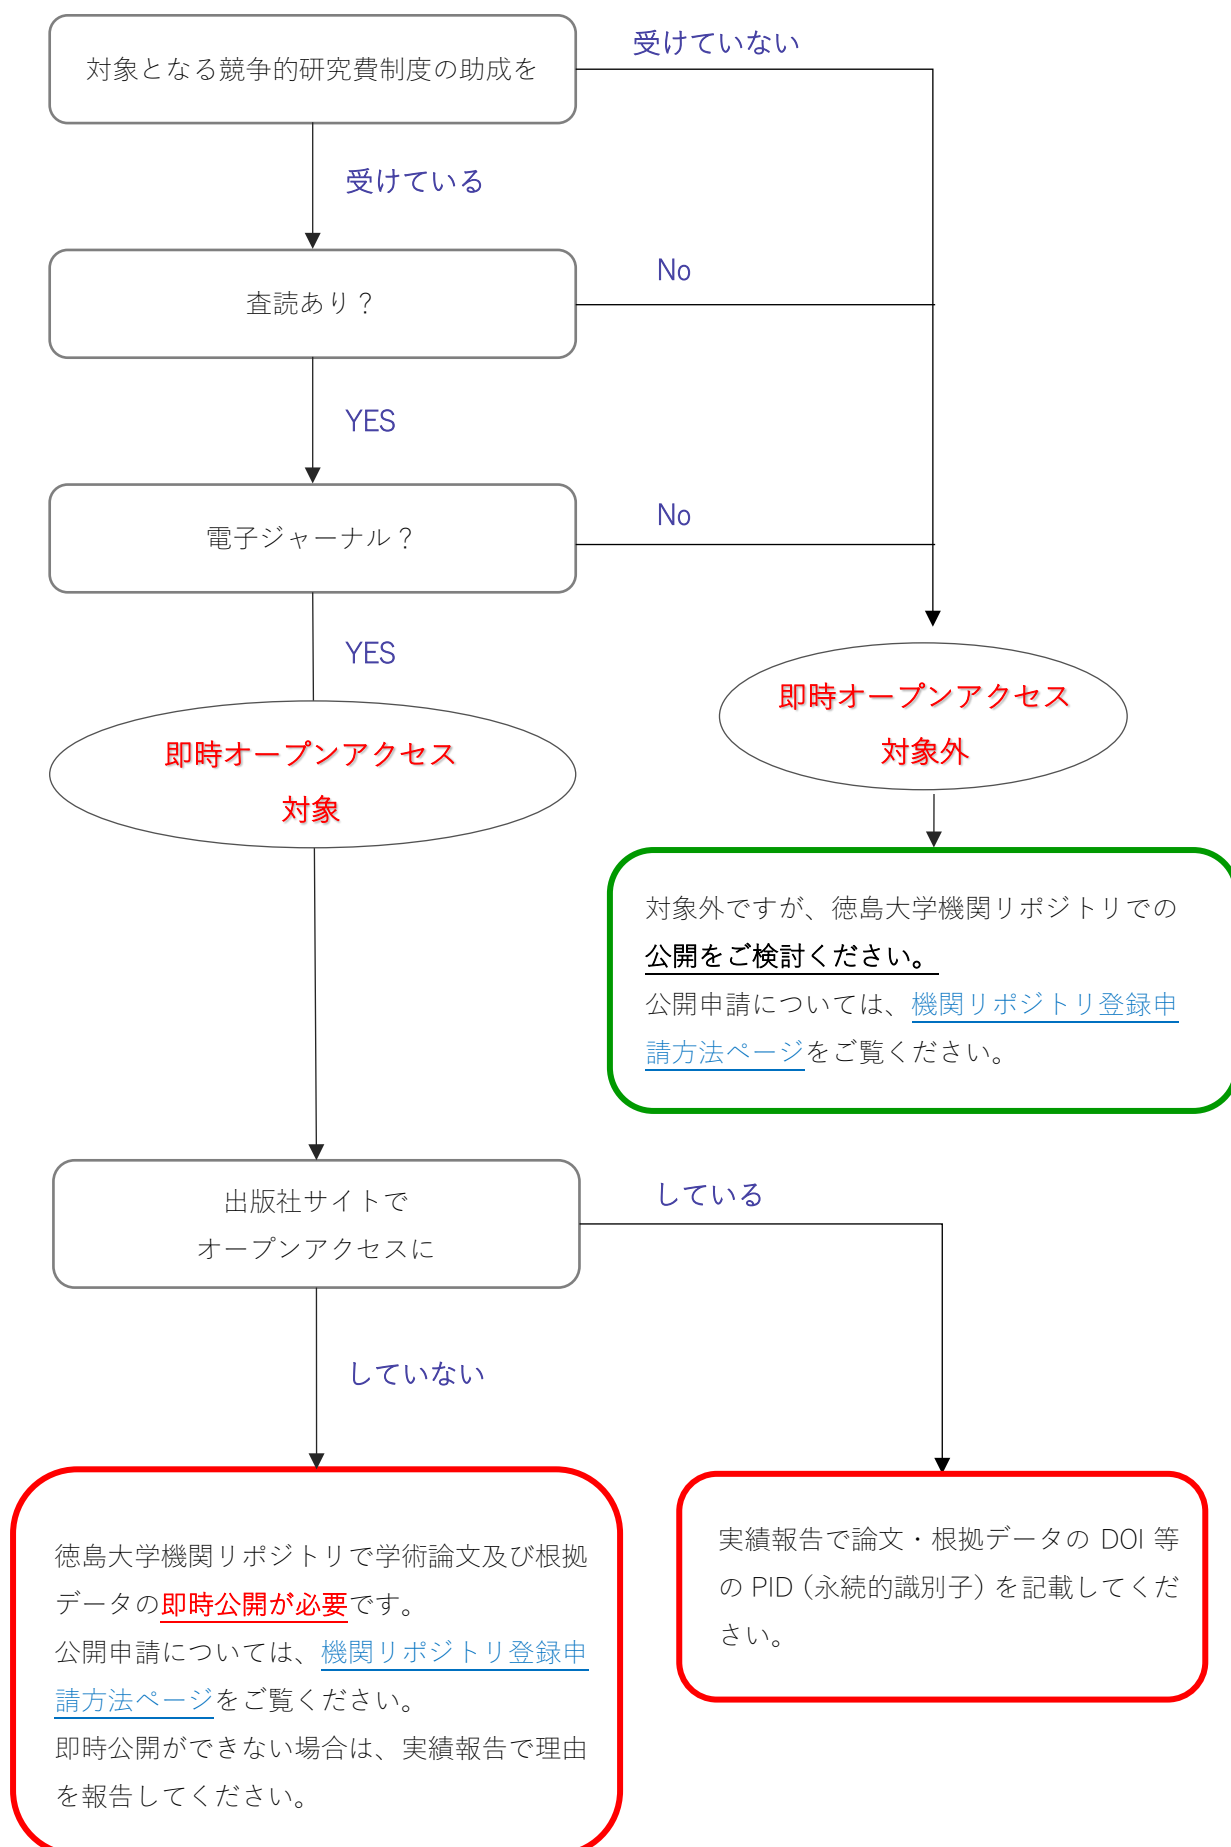 対象となる競争的研究費制度の助成を
受けていない
受けている
査読あり？
No
YES
電子ジャーナル？
No
YES
即時オープンアクセス
対象外
即時オープンアクセス
対象
対象外ですが、徳島大学機関リポジトリでの
公開をご検討ください。
公開申請については、機関リポジトリ登録申
請方法ページをご覧ください。
出版社サイトで
オープンアクセスに
している
していない
徳島大学機関リポジトリで学術論文及び根拠
データの即時公開が必要です。
公開申請については、機関リポジトリ登録申
請方法ページをご覧ください。
即時公開ができない場合は、実績報告で理由
を報告してください。
実績報告で論文・根拠データの DOI 等
の PID（永続的識別子）を記載してくだ
さい。